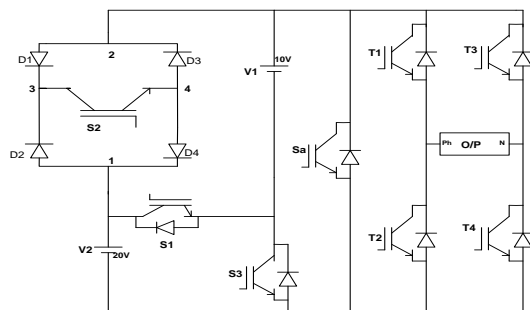 D1
2
D3
3
4
S2
D2
1
D4
V1
10V
Sa
T1
T3
Ph
O/P
N
T2
T4
S1
V2
20V
S3